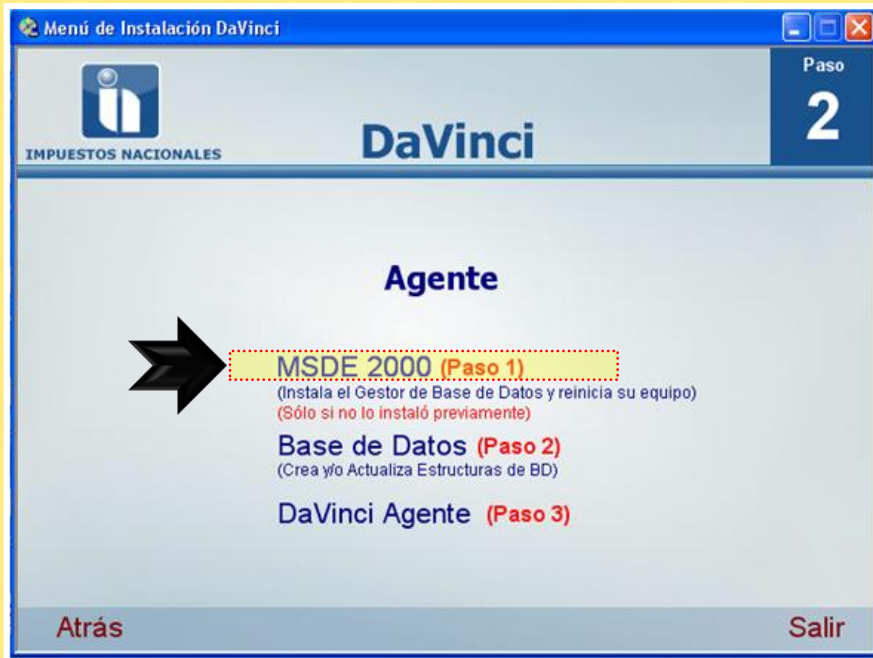 Menú de Instalación DaVinci
Paso
2
IMPUESTOS NACIONALES
DaVinci
Agente
MSDE 2000 (Paso 1)
(Instala el Gestor de Base de Datos y reinicia su equipo)
(Sólo si no lo instaló previamente)
Base de Datos (Paso 2)
(Crea y/o Actualiza Estructuras de BD)
DaVinci Agente (Paso 3)
Atrás Salir